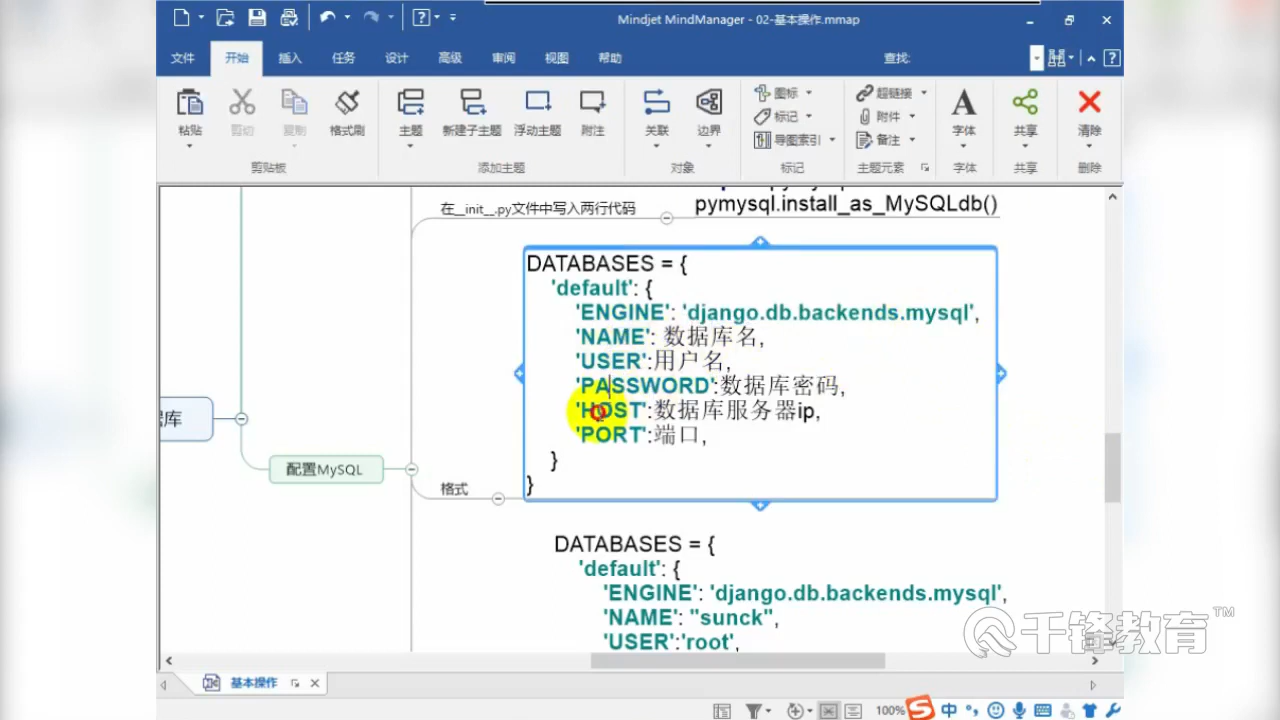 Mindjet MindManager - 02-基本操作.mmap
文件 开始 插入 任务 设计 高级 审阅 视图 帮助 查找:
粘贴 剪切 复制 格式刷 主题 新建子主题 浮动主题 附注 关联 边界 图标 标记 导图索引 超链接 附件 备注 字体 共享 清除
剪贴板 添加主题 对象 标记 主题元素 字体 共享 删除
在__init__.py文件中写入两行代码
pymysql.install_as_MySQLdb()
DATABASES = {
'default': {
'ENGINE': 'django.db.backends.mysql',
'NAME': 数据库名,
'USER':用户名,
'PASSWORD':数据库密码,
'HOST':数据库服务器ip,
'PORT':端口,
}
}
库
配置MySQL
格式
DATABASES = {
'default': {
'ENGINE': 'django.db.backends.mysql',
'NAME': "sunck",
'USER':'root',
千锋教育™
基本操作
100%
中